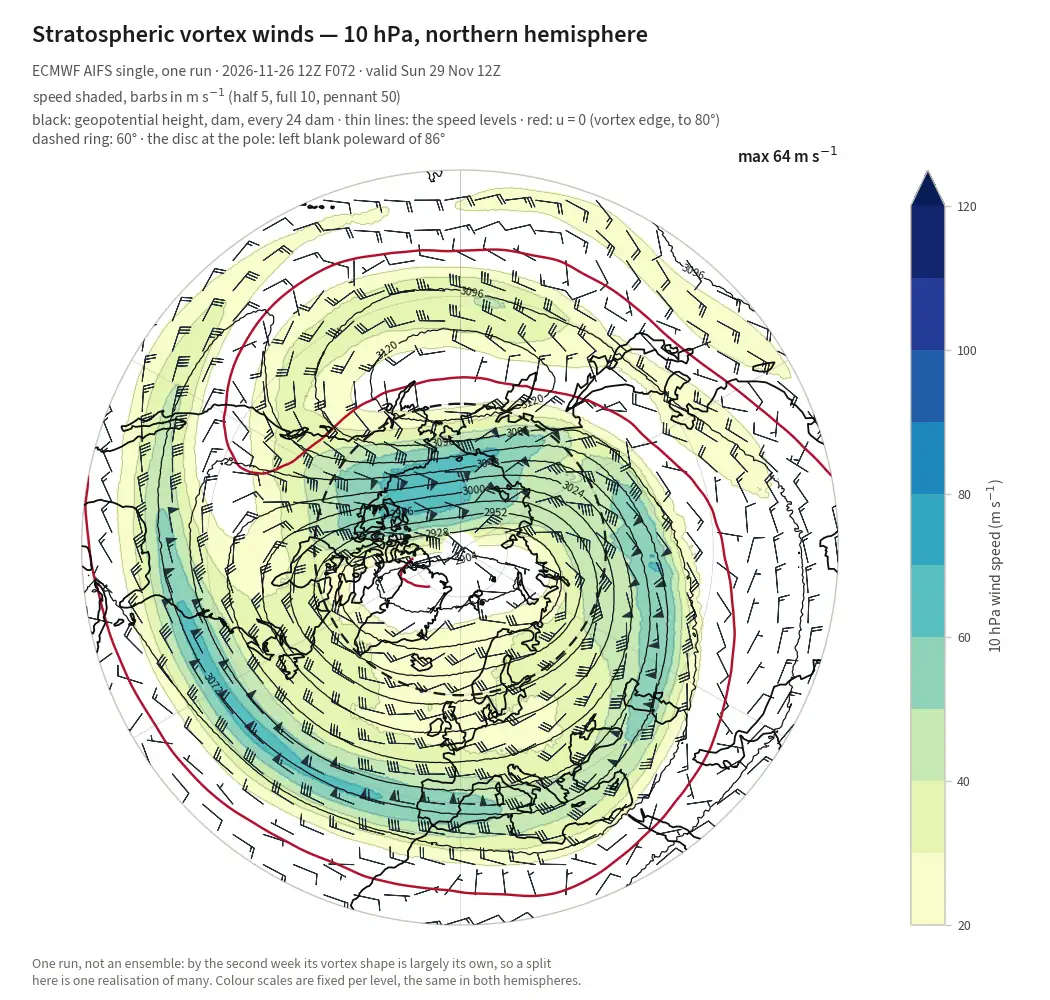 Stratospheric vortex winds — 10 hPa, northern hemisphere
ECMWF AIFS single, one run · 2026-11-26 12Z F072 · valid Sun 29 Nov 12Z
speed shaded, barbs in m s⁻¹ (half 5, full 10, pennant 50)
black: geopotential height, dam, every 24 dam · thin lines: the speed levels · red: u = 0 (vortex edge, to 80°)
dashed ring: 60° · the disc at the pole: left blank poleward of 86°
max 64 m s⁻¹
120
100
80
60
40
20
10 hPa wind speed (m s⁻¹)
3096
3096
3120
3120
3024
3000
2952
2928
3072
One run, not an ensemble: by the second week its vortex shape is largely its own, so a split
here is one realisation of many. Colour scales are fixed per level, the same in both hemispheres.